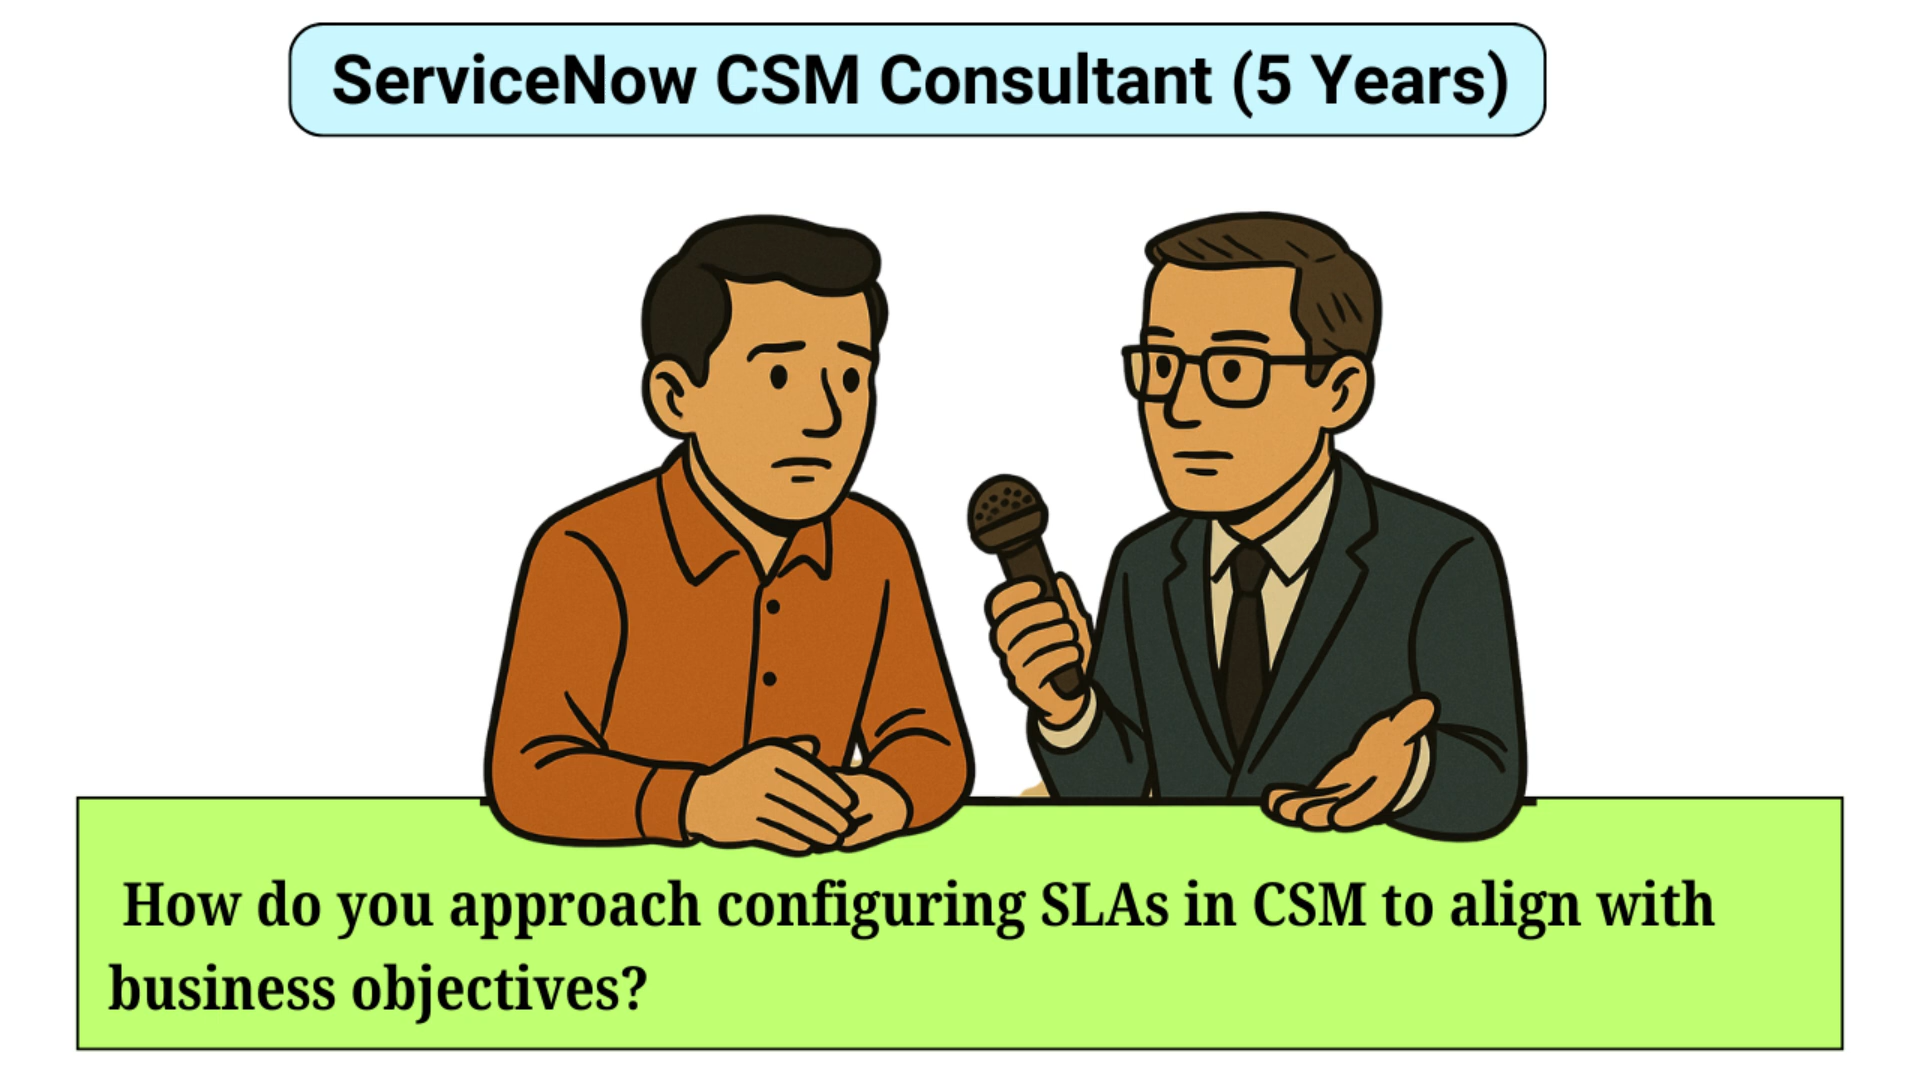 ServiceNow CSM Consultant (5 Years)
How do you approach configuring SLAs in CSM to align with
business objectives?